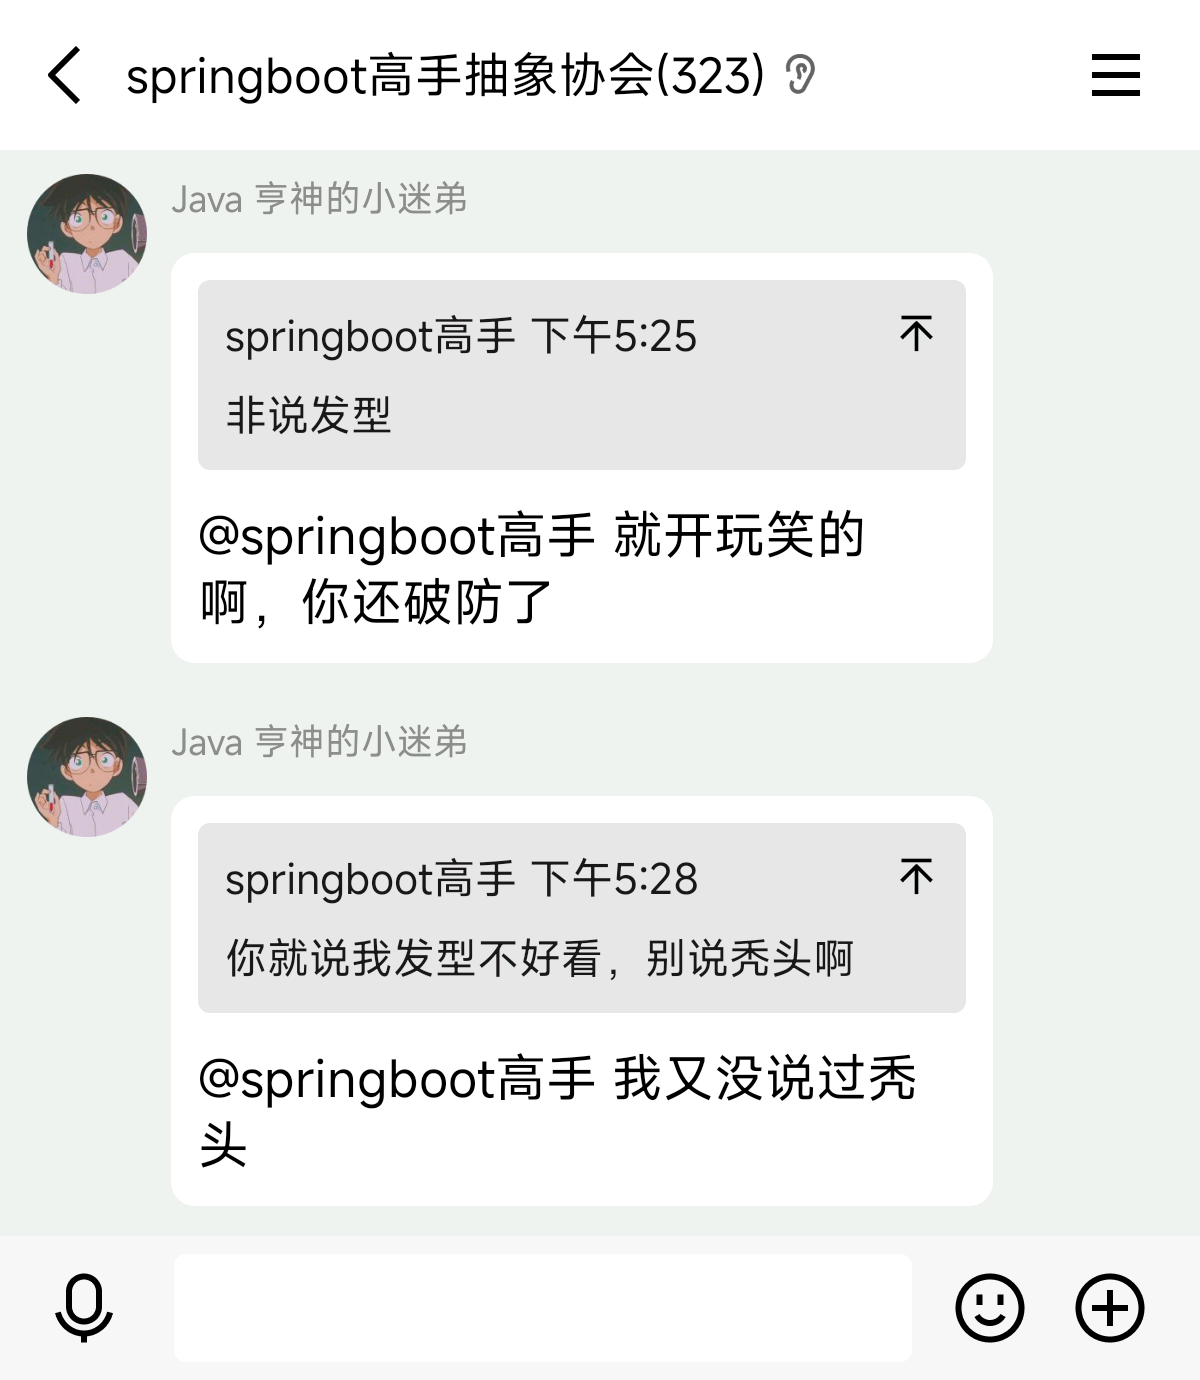 springboot高手抽象协会(323)
Java 亨神的小迷弟
springboot高手 下午5:25
非说发型
@springboot高手 就开玩笑的
啊，你还破防了
Java 亨神的小迷弟
springboot高手 下午5:28
你就说我发型不好看，别说秃头啊
@springboot高手 我又没说过秃
头